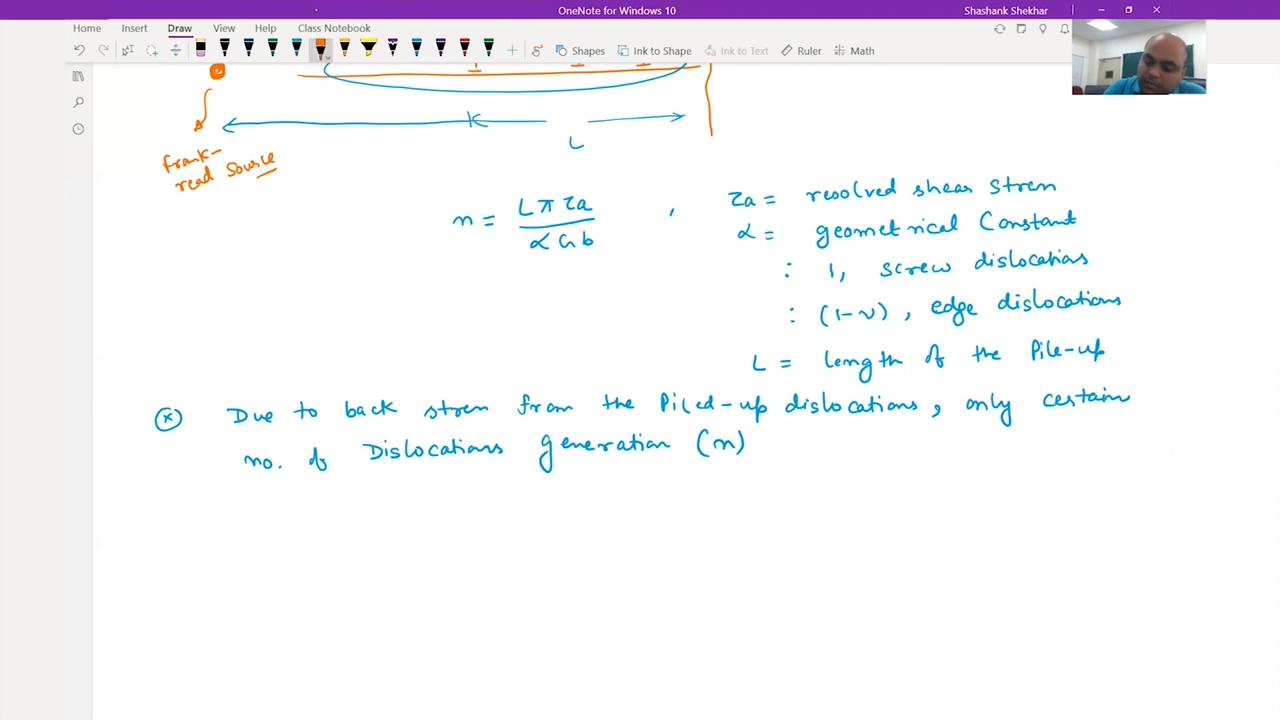 OneNote for Windows 10
Shashank Shekhar
Home Insert Draw View Help Class Notebook
Shapes Ink to Shape Ink to Text Ruler Math
L
frank-
read source
n = Lπτa / αGb , τa = resolved shear stress
α = geometrical Constant
: 1, screw dislocations
: (1-ν), edge dislocations
L = length of the Pile-up
(*) Due to back stress from the Piled-up dislocations, only certain
no. of Dislocations generation (n)